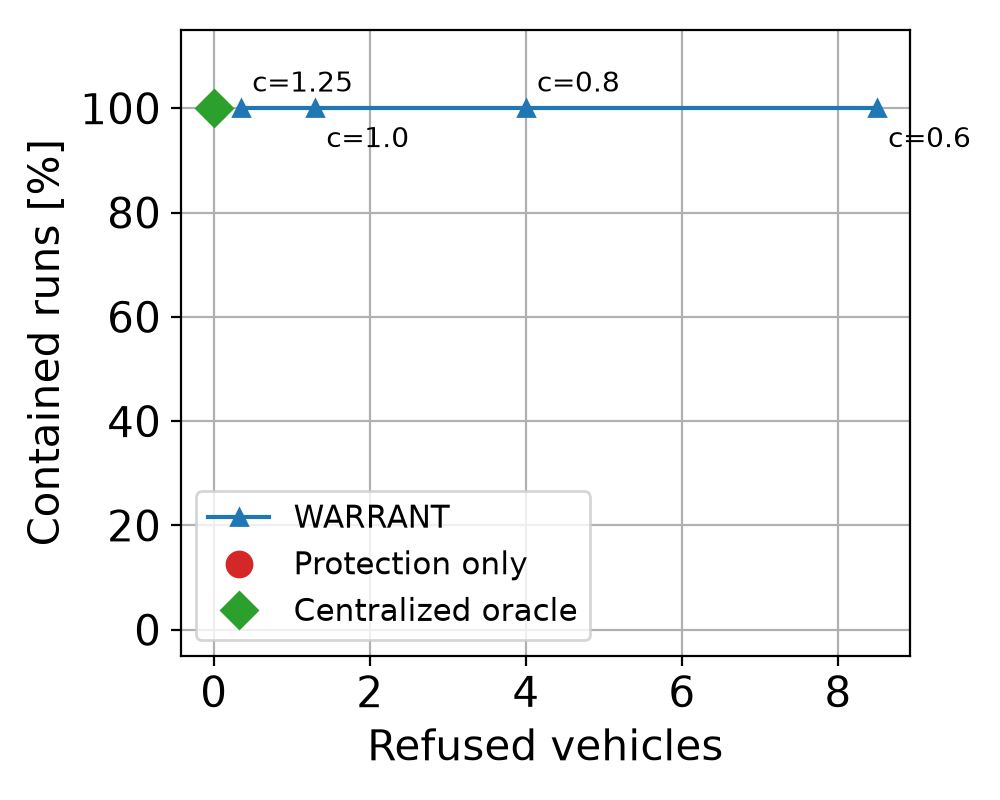 c=1.25
c=0.8
c=1.0
c=0.6
100
80
60
40
20
0
Contained runs [%]
WARRANT
Protection only
Centralized oracle
0 2 4 6 8
Refused vehicles